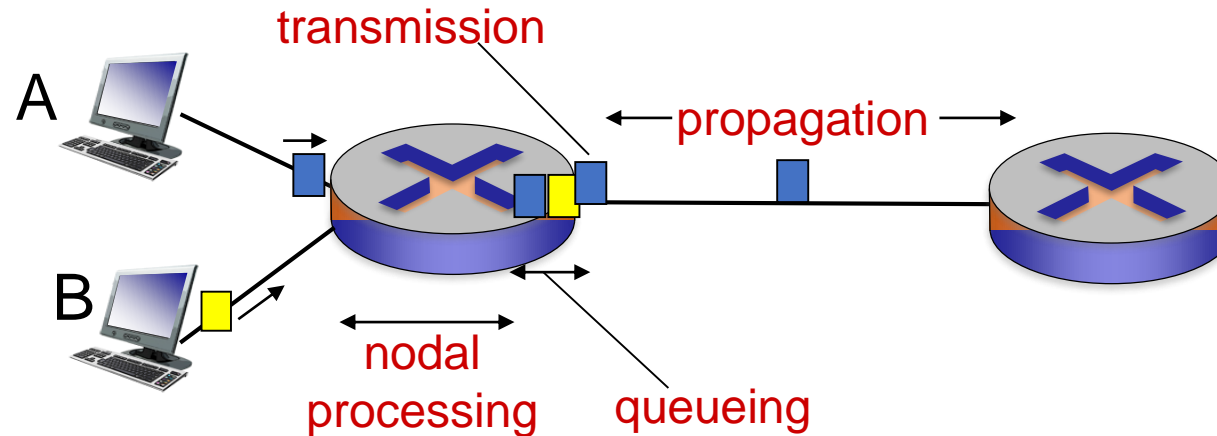 transmission
A
propagation
B
nodal
processing
queueing